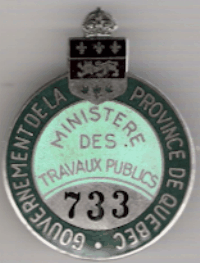 GOUVERNEMENT DE LA PROVINCE DE QUEBEC
MINISTERE
DES
TRAVAUX PUBLICS
733